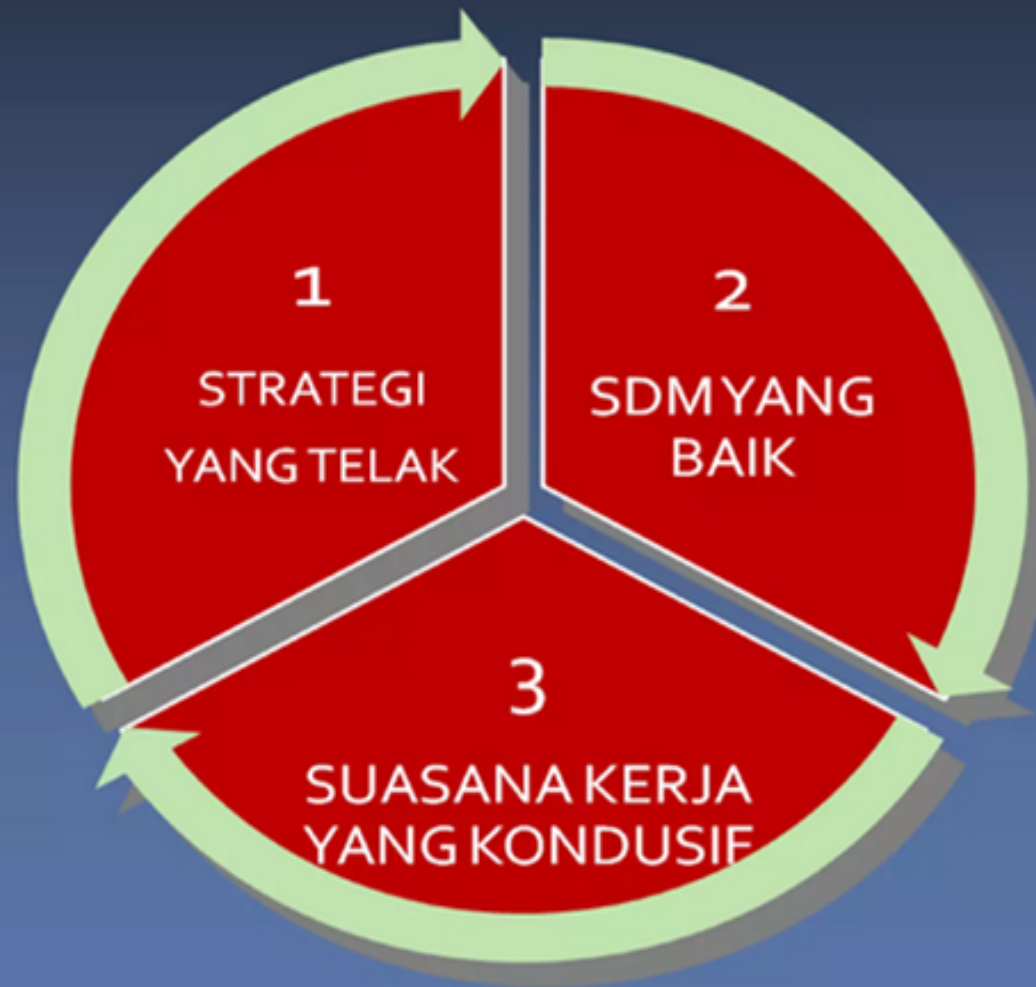 1
STRATEGI
YANG TELAK
2
SDM YANG
BAIK
3
SUASANA KERJA
YANG KONDUSIF